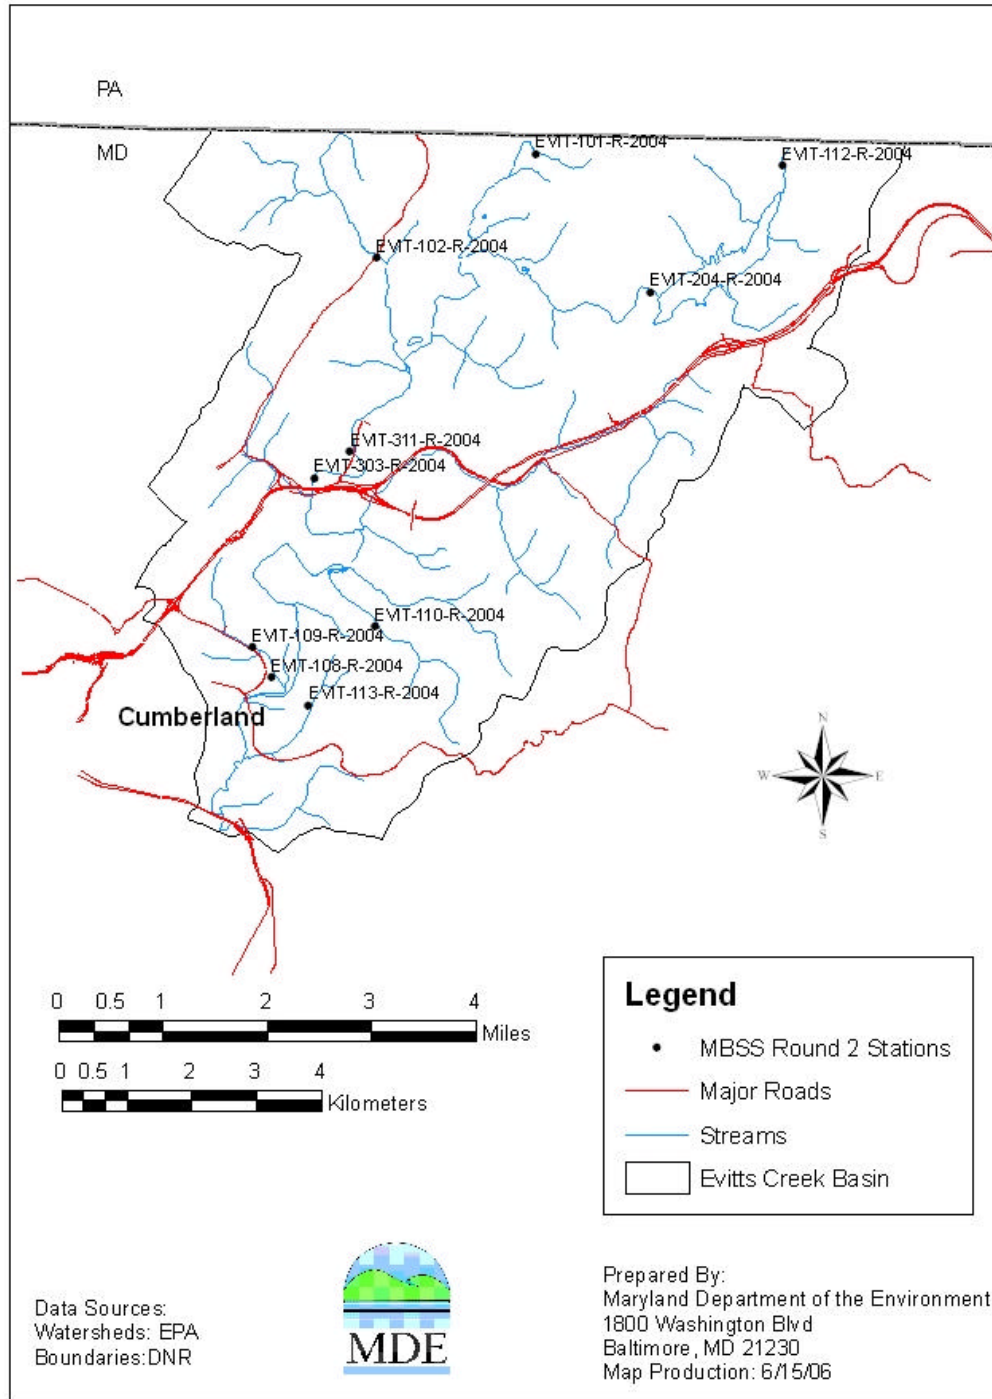 PA
MD
EVIT-101-R-2004
EVIT-112-R-2004
EVIT-102-R-2004
EVIT-204-R-2004
EVIT-311-R-2004
EVIT-303-R-2004
EVIT-110-R-2004
EVIT-109-R-2004
EVIT-108-R-2004
EVIT-113-R-2004
Cumberland
N
W E
S
0 0.5 1 2 3 4
Miles
0 0.5 1 2 3 4
Kilometers
Legend
MBSS Round 2 Stations
Major Roads
Streams
Evitts Creek Basin
Data Sources:
Watersheds: EPA
Boundaries:DNR
MDE
Prepared By:
Maryland Department of the Environment
1800 Washington Blvd
Baltimore, MD 21230
Map Production: 6/15/06